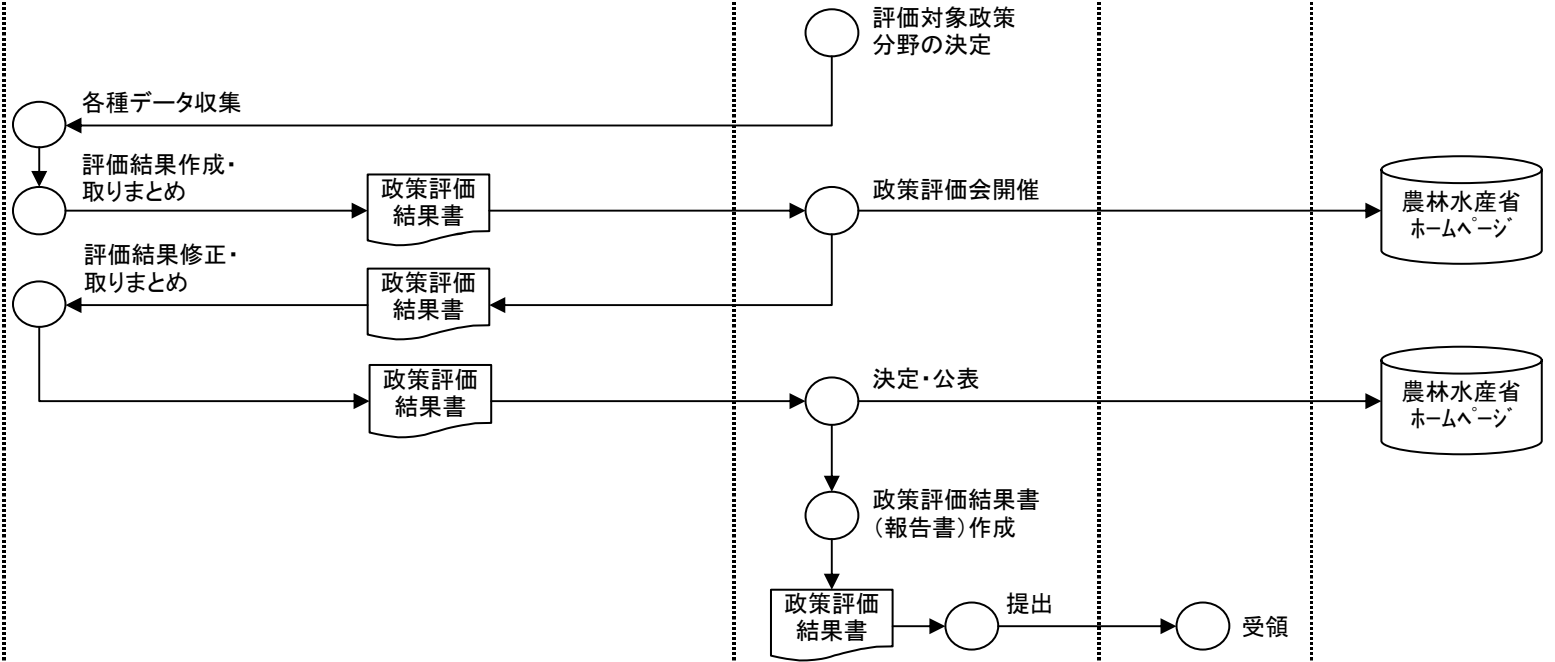 評価対象政策
分野の決定
各種データ収集
評価結果作成・
取りまとめ
政策評価
結果書
政策評価会開催
農林水産省
ﾎｰﾑﾍﾟｰｼﾞ
評価結果修正・
取りまとめ
政策評価
結果書
政策評価
結果書
決定・公表
農林水産省
ﾎｰﾑﾍﾟｰｼﾞ
政策評価結果書
（報告書）作成
政策評価
結果書
提出
受領